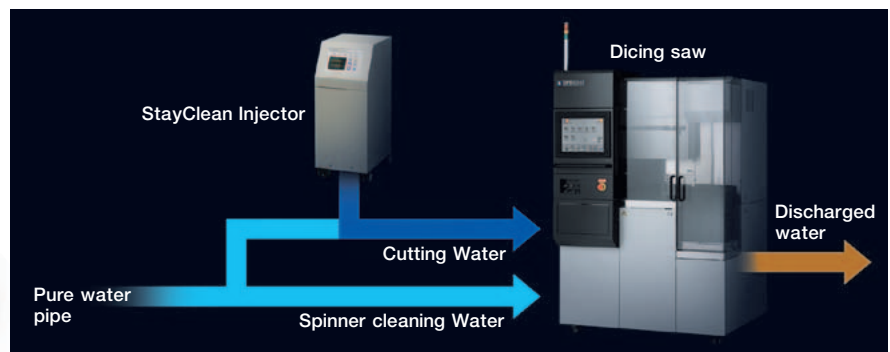 Dicing saw
StayClean Injector
Discharged
water
Cutting Water
Pure water
pipe
Spinner cleaning Water